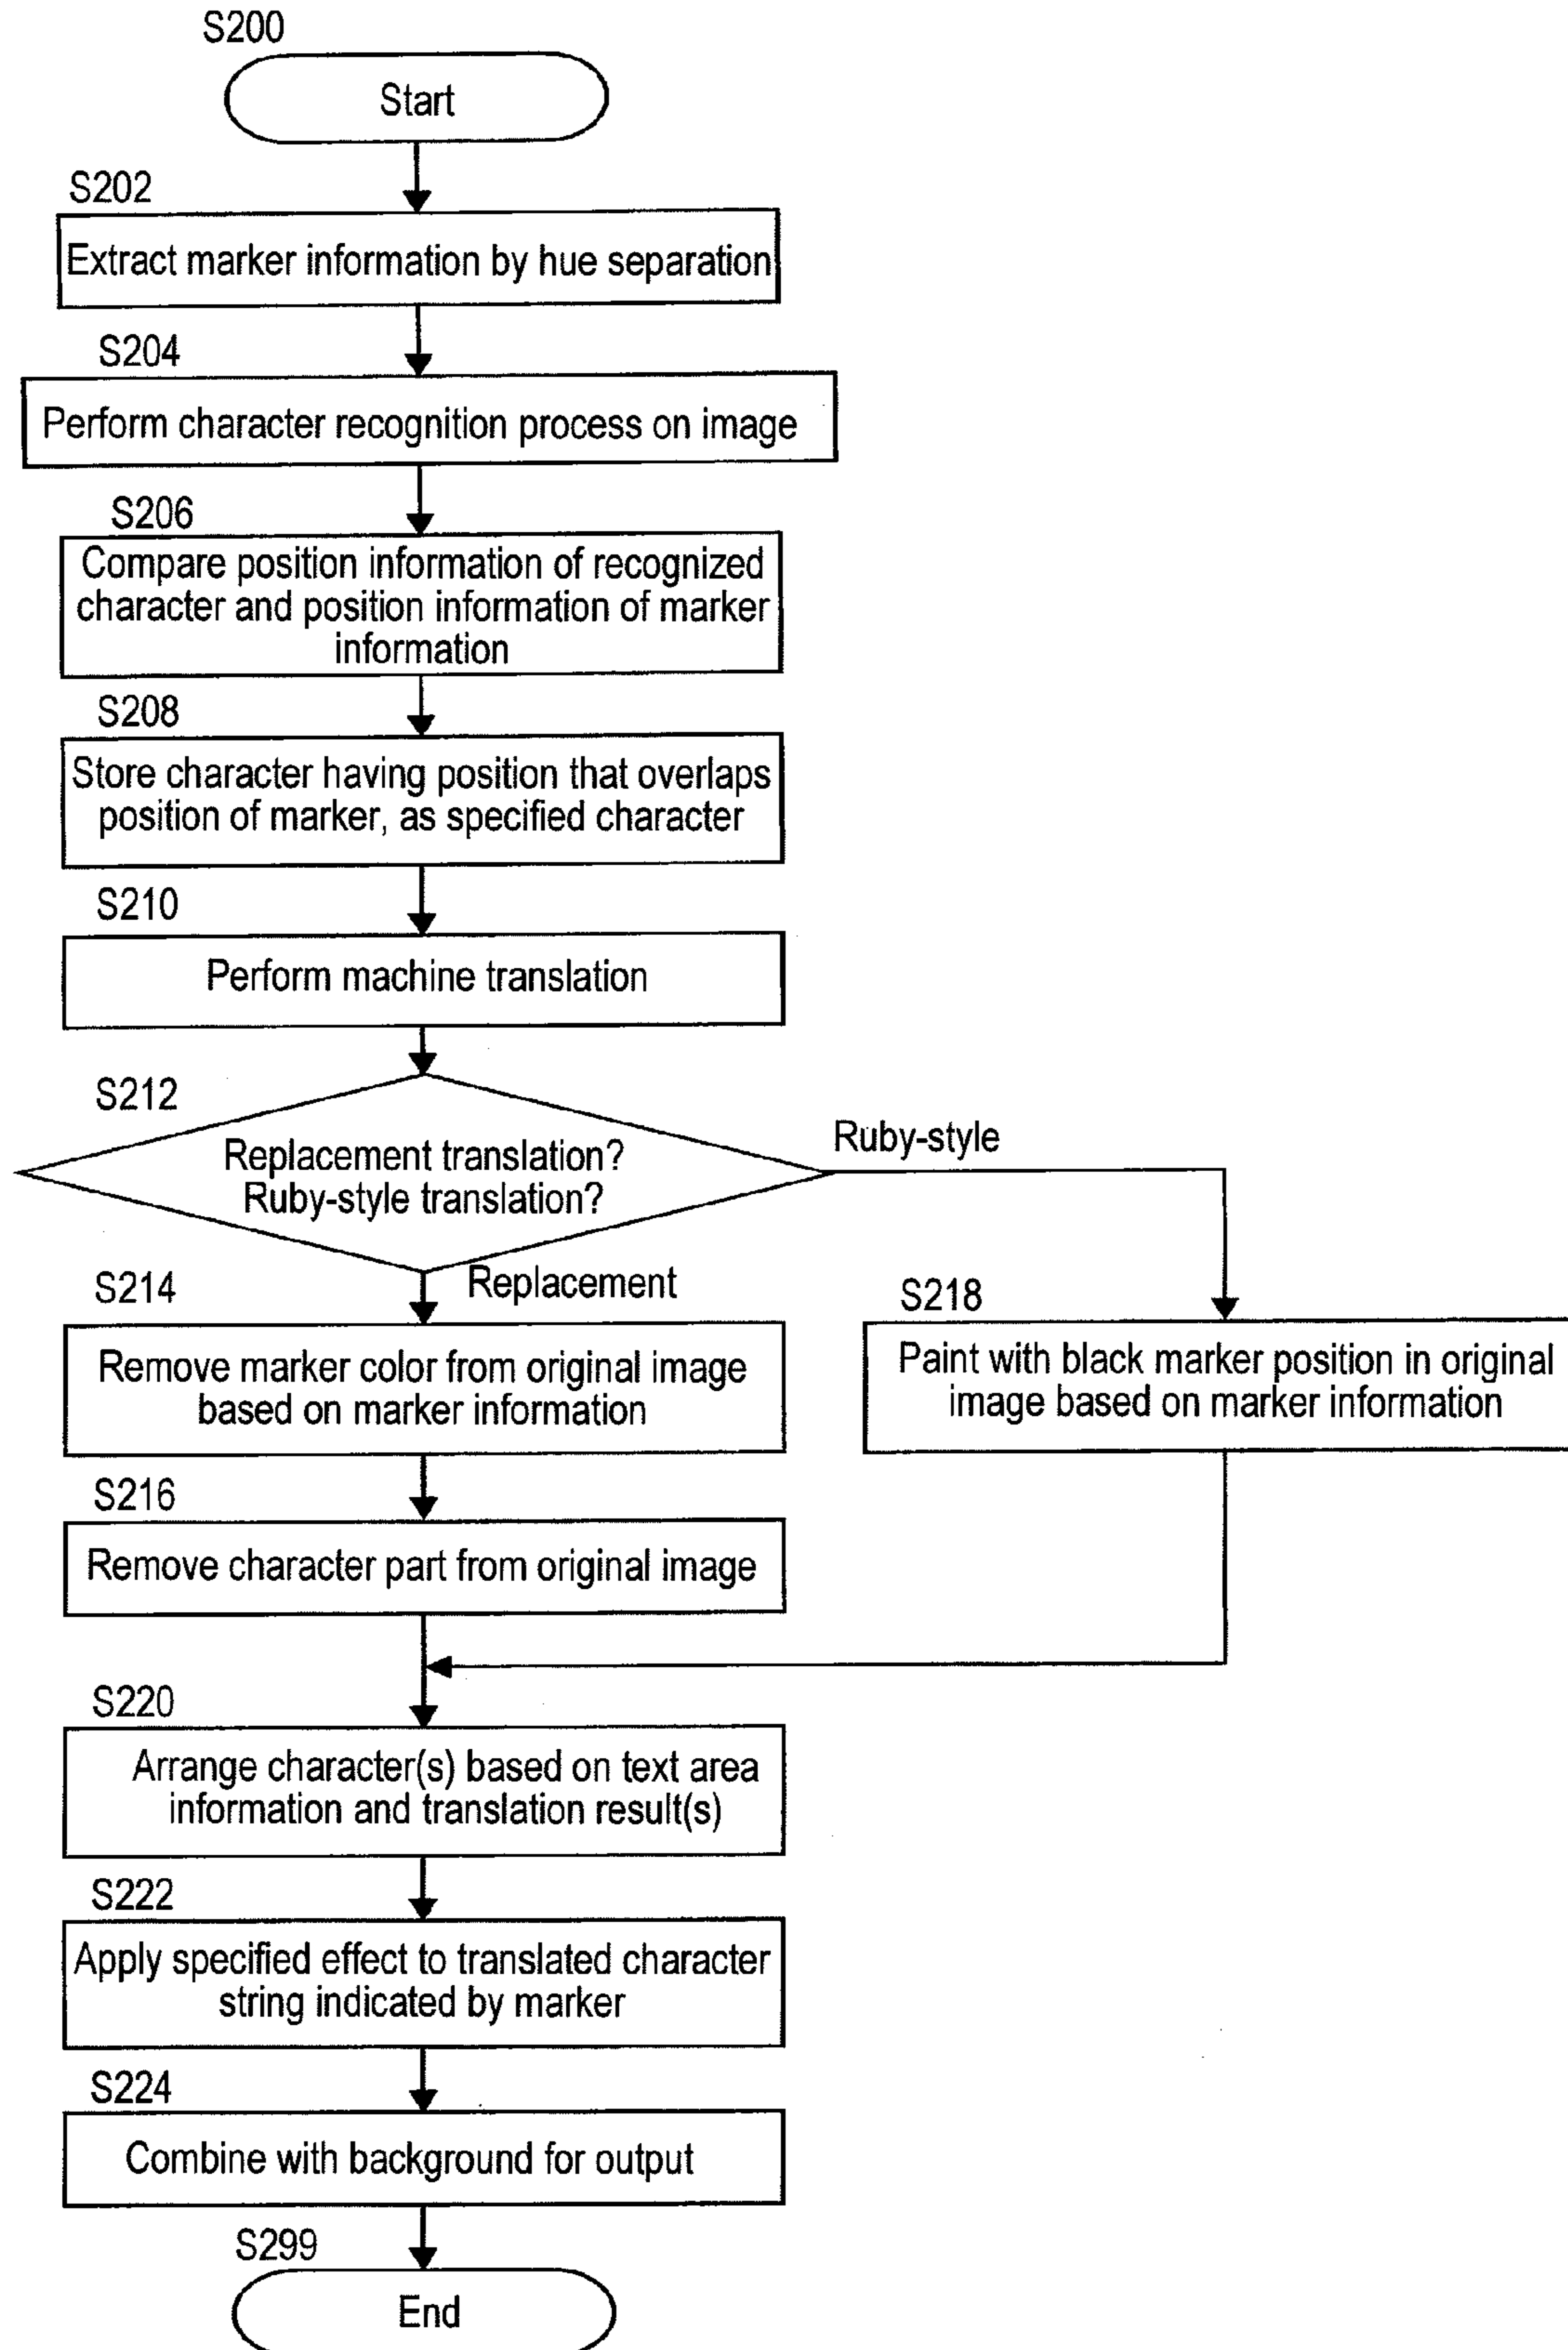 S200
Start
S202
Extract marker information by hue separation
S204
Perform character recognition process on image
S206
Compare position information of recognized
character and position information of marker
information
S208
Store character having position that overlaps
position of marker, as specified character
S210
Perform machine translation
S212
Replacement translation?
Ruby-style translation?
Ruby-style
Replacement
S214
Remove marker color from original image
based on marker information
S216
Remove character part from original image
S218
Paint with black marker position in original
image based on marker information
S220
Arrange character(s) based on text area
information and translation result(s)
S222
Apply specified effect to translated character
string indicated by marker
S224
Combine with background for output
S299
End